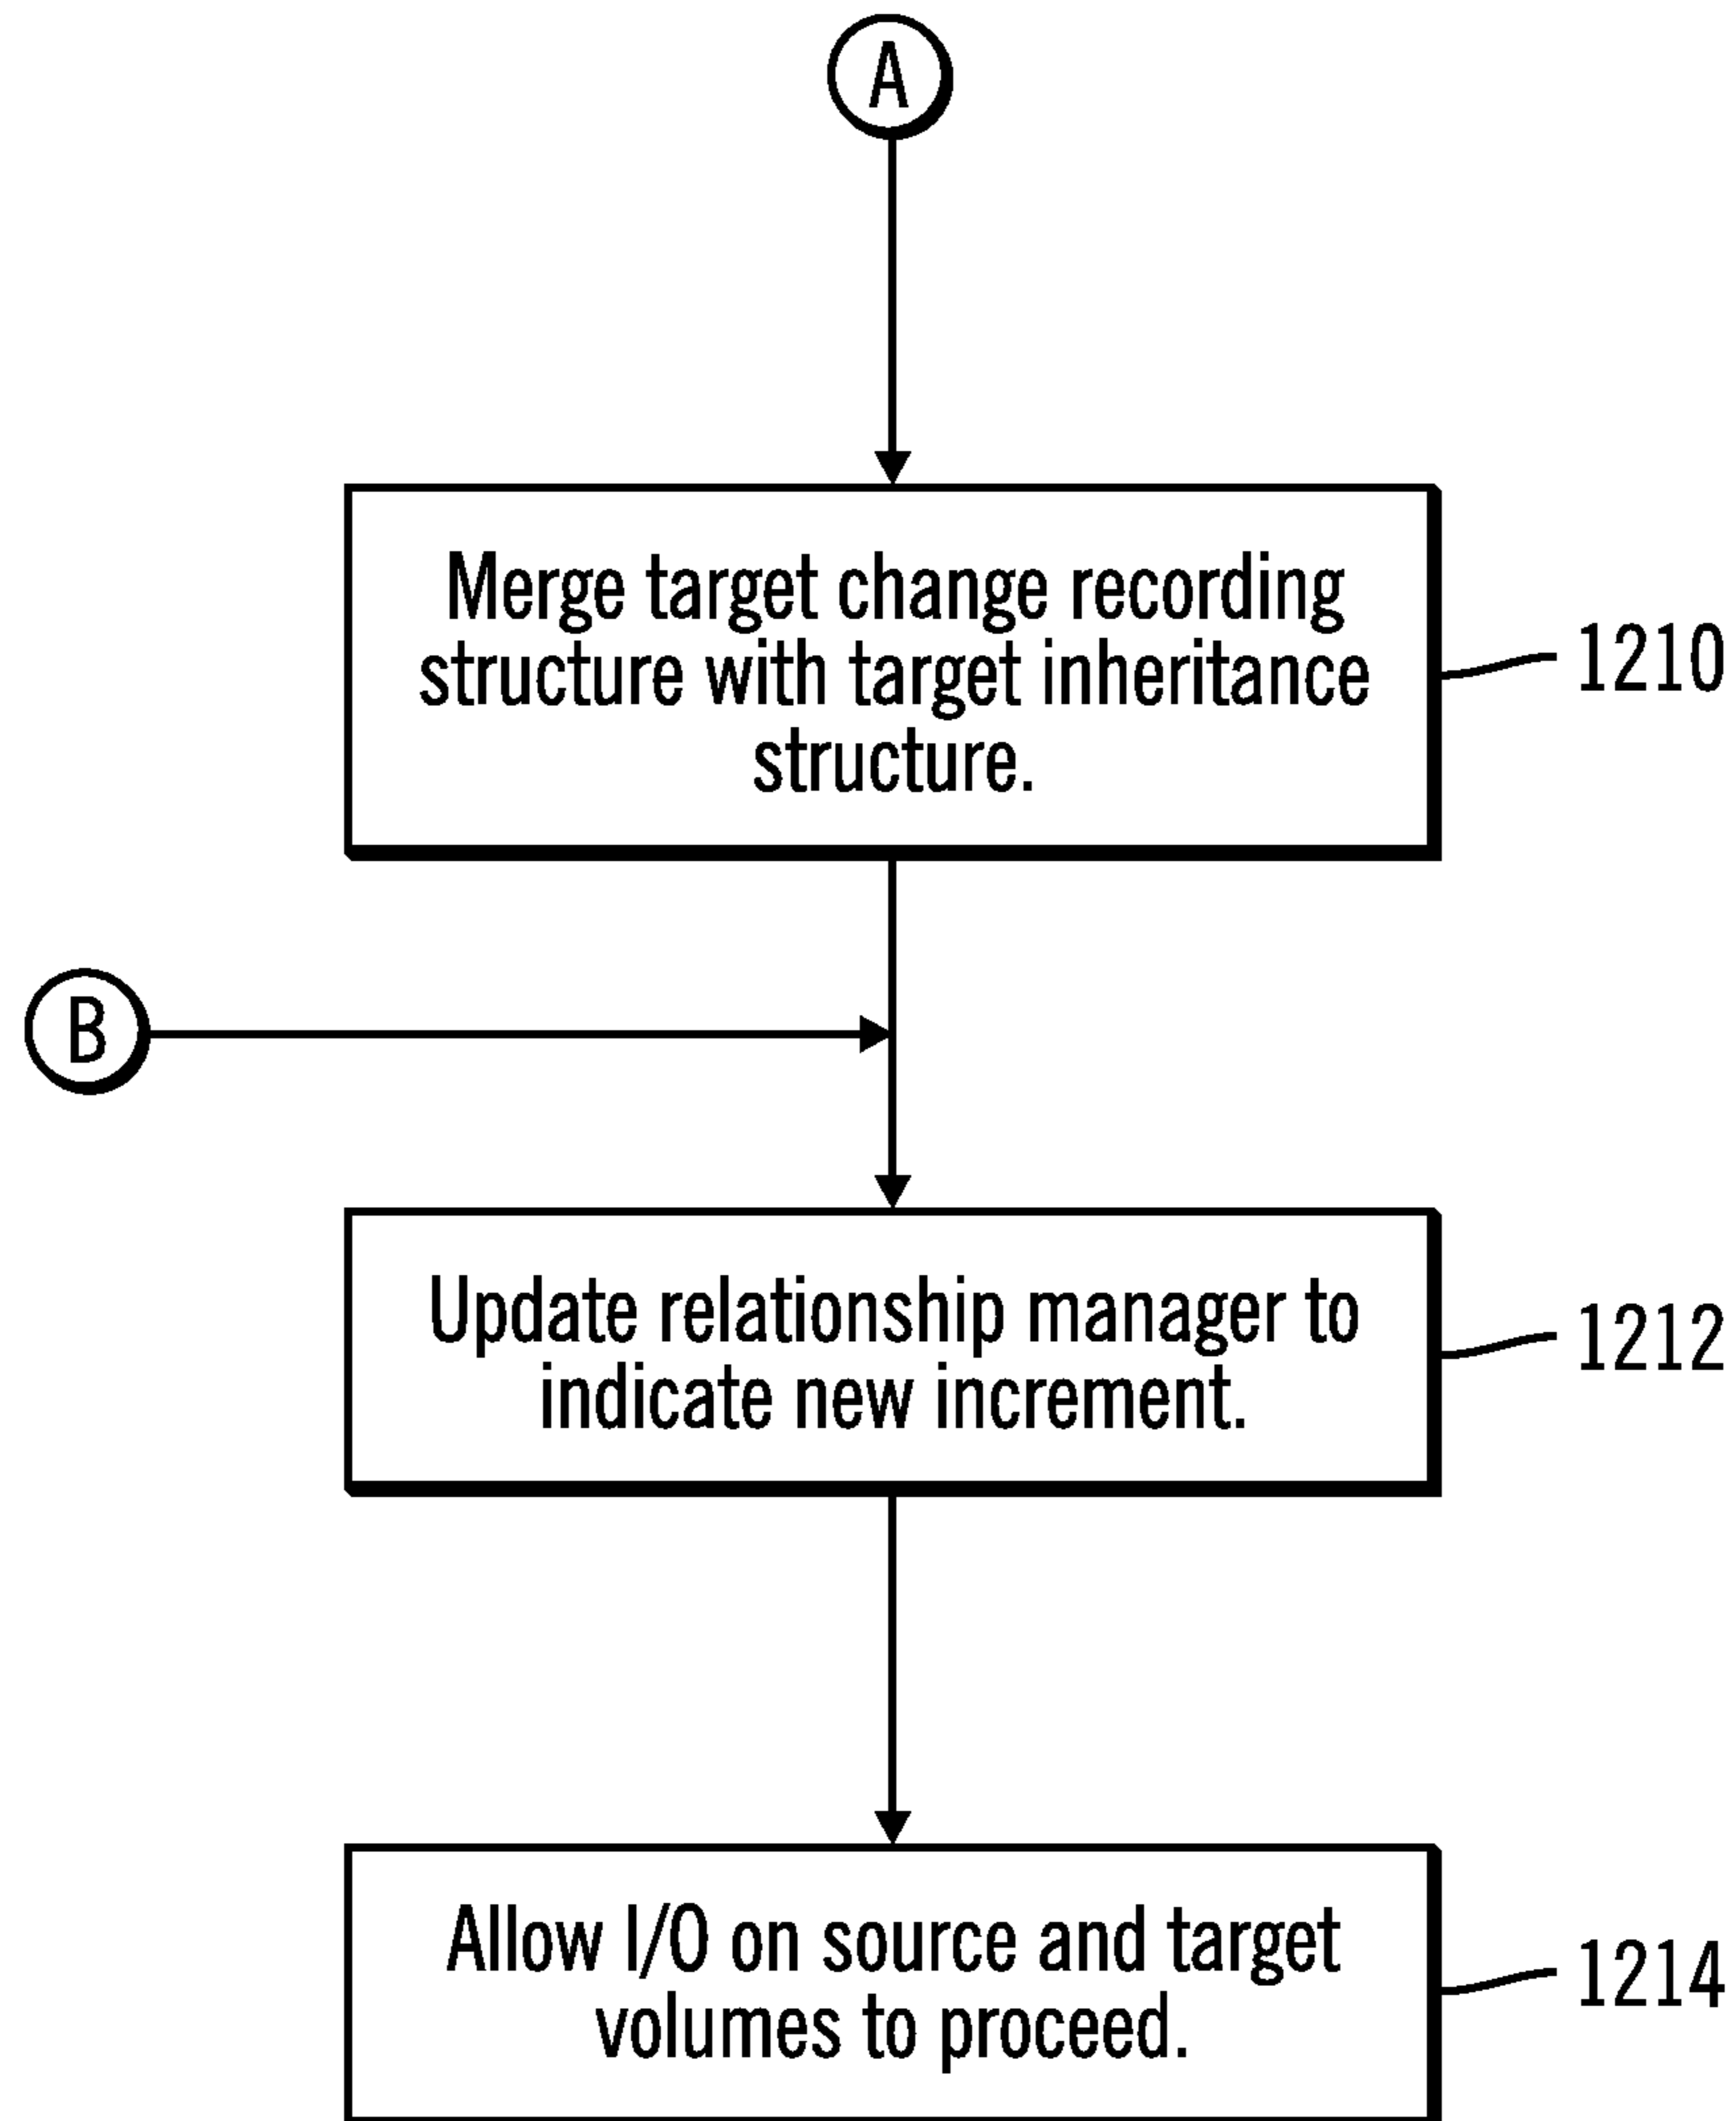 A
Merge target change recording
structure with target inheritance
structure.
1210
B
Update relationship manager to
indicate new increment.
1212
Allow I/O on source and target
volumes to proceed.
1214